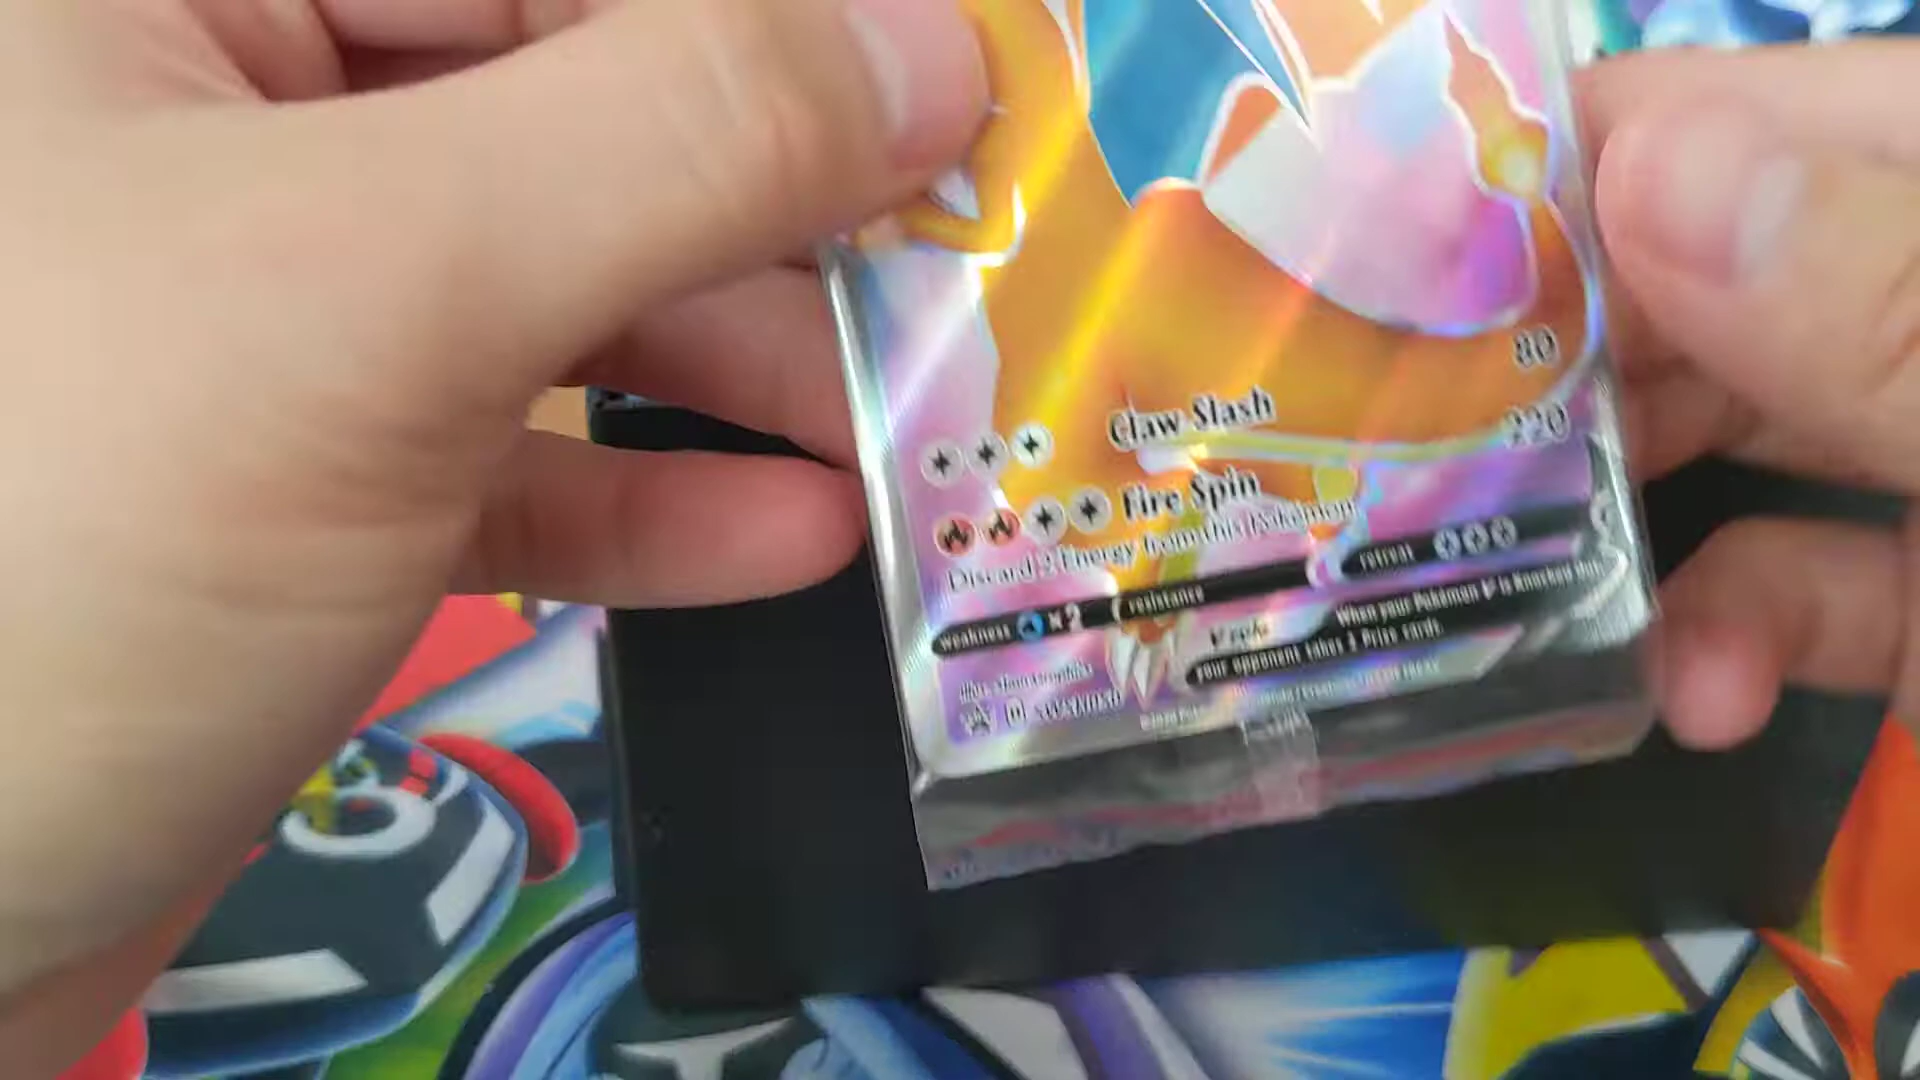 80
Claw Slash
220
Fire Spin
Discard 2 Energy from this Pokémon.
weakness ×2 resistance retreat
V rule When your Pokémon V is Knocked Out,
your opponent takes 2 Prize cards.